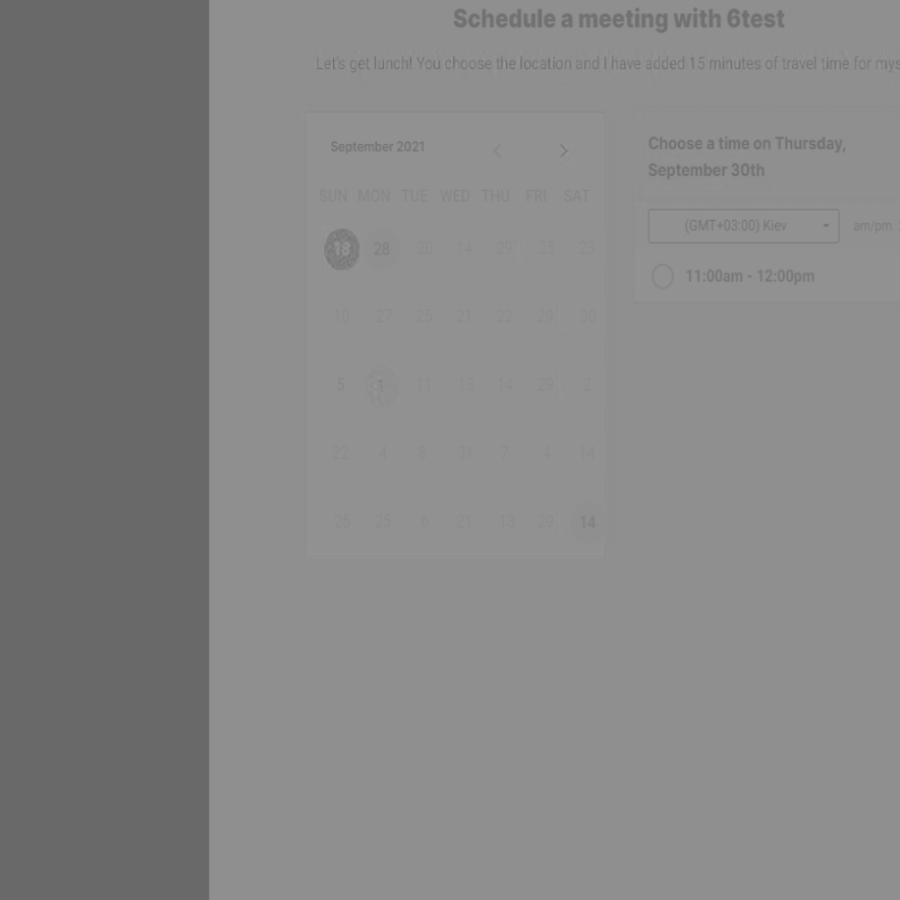 Schedule a meeting with 6test
Let's get lunch! You choose the location and I have added 15 minutes of travel time for mys
September 2021
SUN MON TUE WED THU FRI SAT
18 28 20 14 29 23 23
10 27 25 21 22 29 30
5 1 11 13 14 29 2
22 4 8 31 7 4 14
26 25 6 21 13 29 14
Choose a time on Thursday,
September 30th
(GMT+03:00) Kiev am/pm
11:00am - 12:00pm